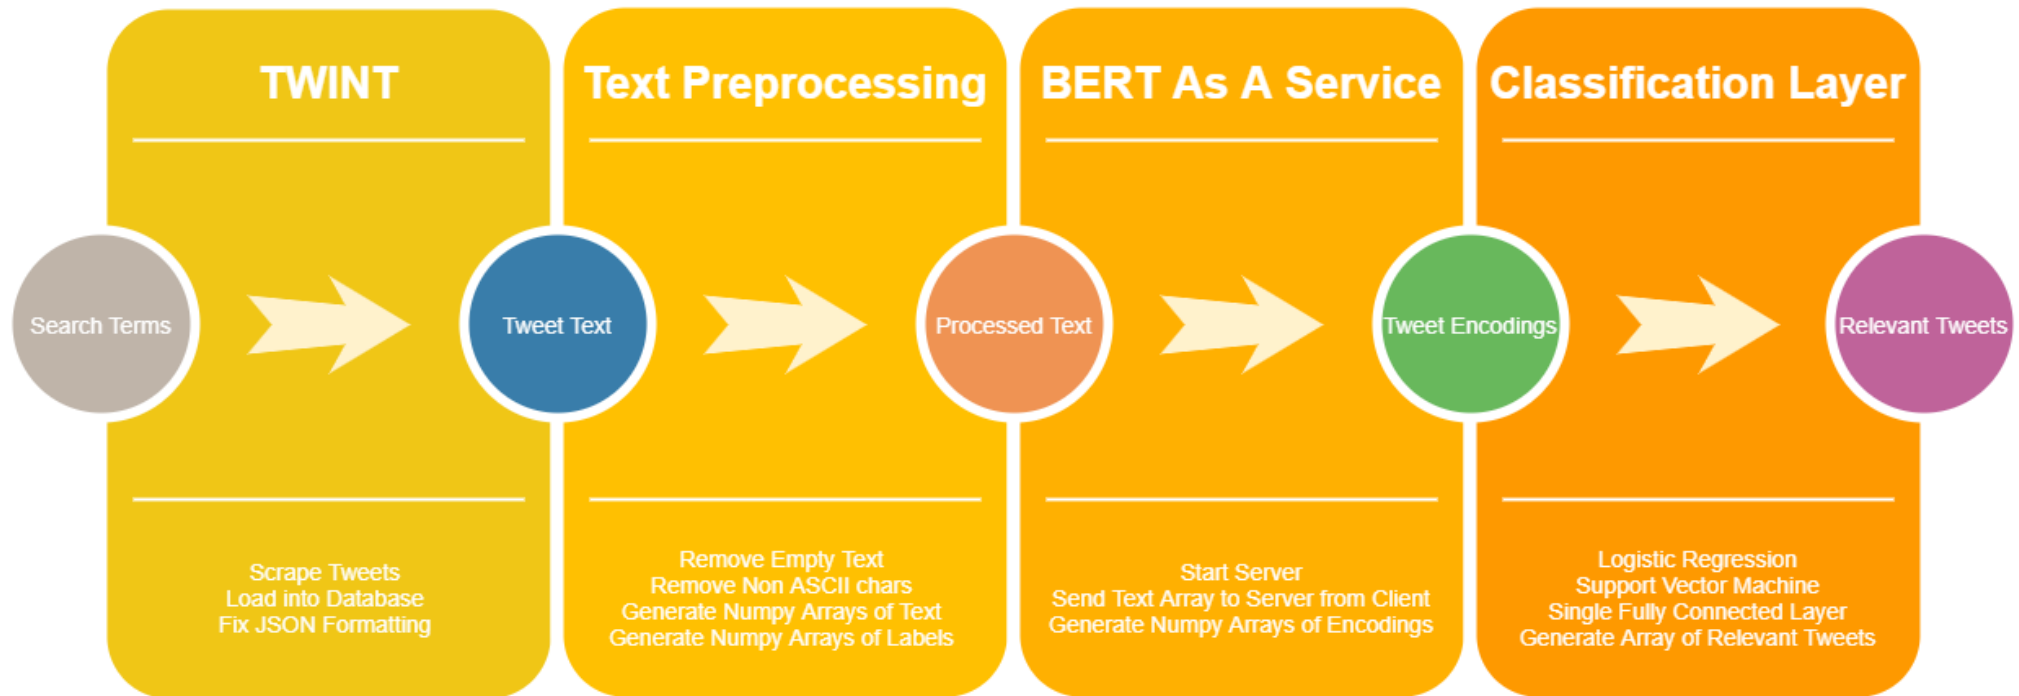 TWINT
Text Preprocessing
BERT As A Service
Classification Layer
Search Terms
Tweet Text
Processed Text
Tweet Encodings
Relevant Tweets
Scrape Tweets
Load into Database
Fix JSON Formatting
Remove Empty Text
Remove Non ASCII chars
Generate Numpy Arrays of Text
Generate Numpy Arrays of Labels
Start Server
Send Text Array to Server from Client
Generate Numpy Arrays of Encodings
Logistic Regression
Support Vector Machine
Single Fully Connected Layer
Generate Array of Relevant Tweets